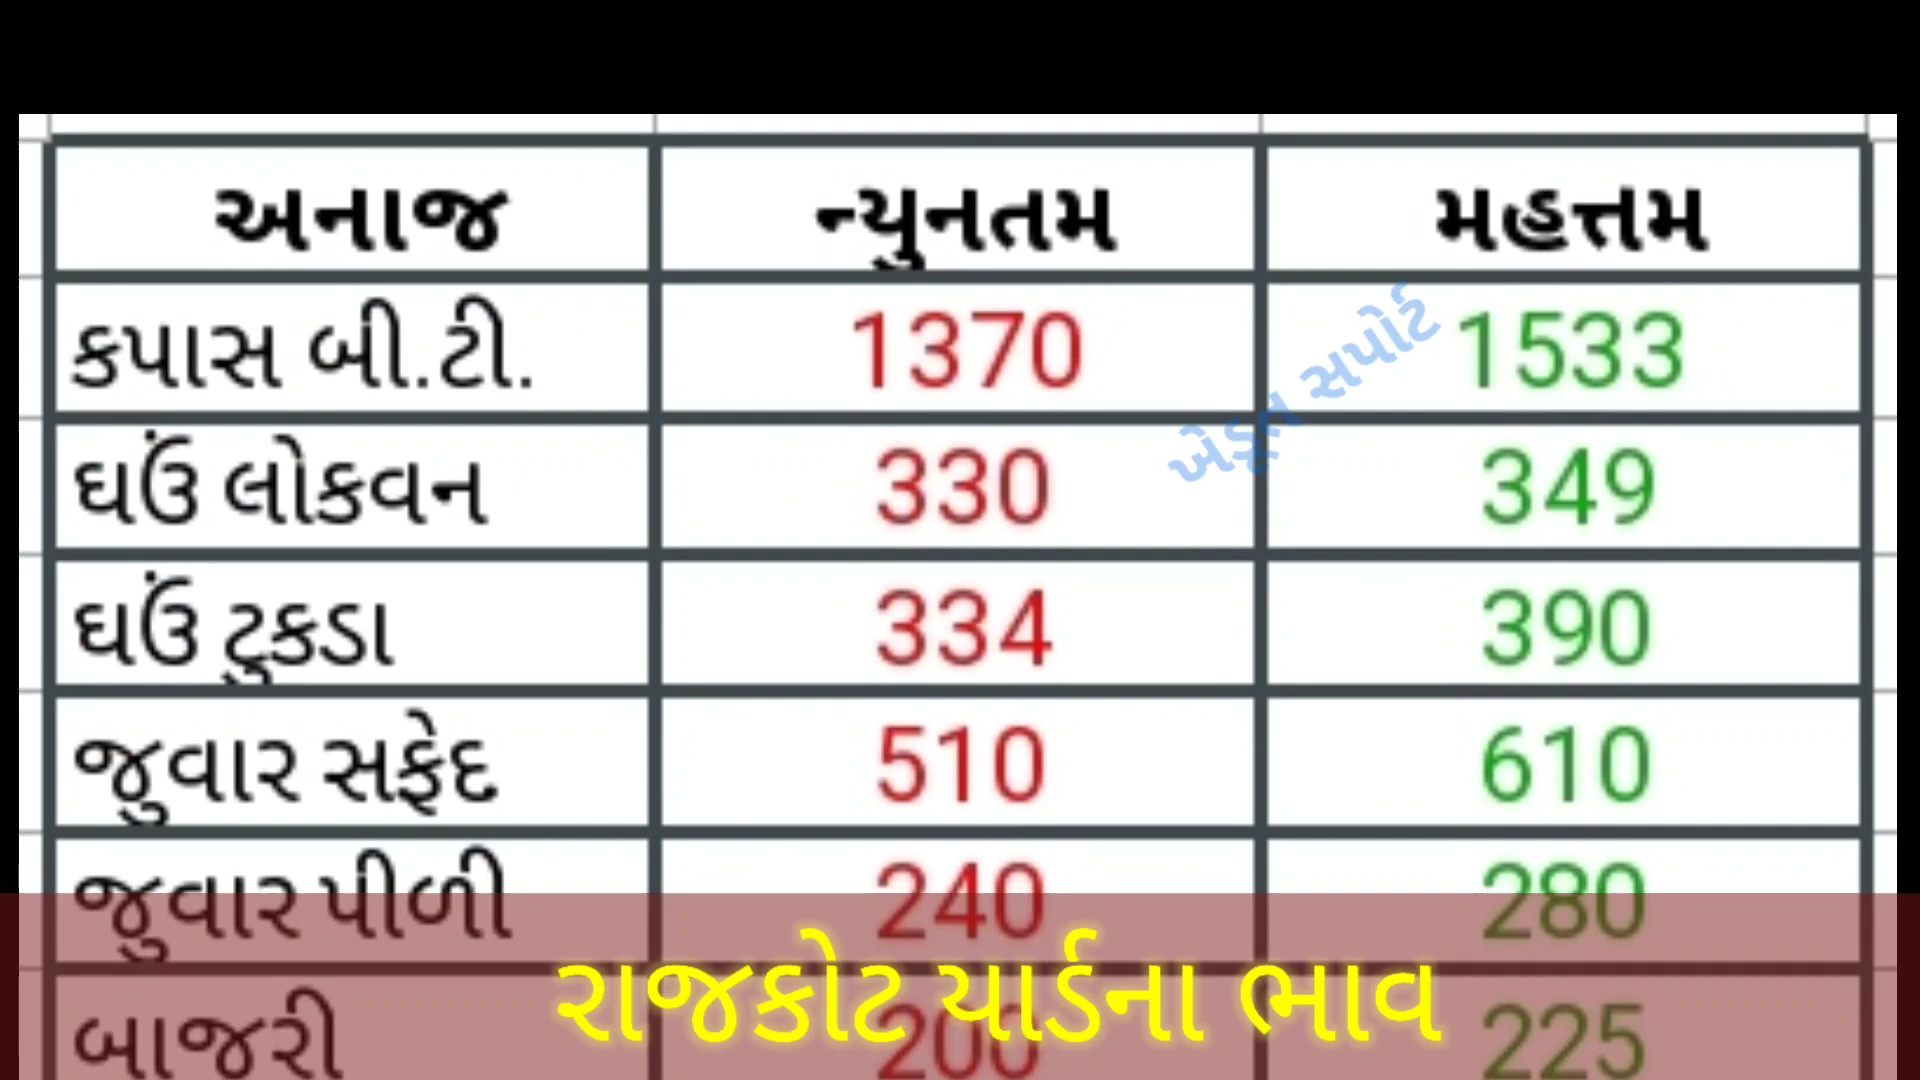 અનાજ ન્યુનતમ મહત્તમ
કપાસ બી.ટી. 1370 1533
ઘઉં લોકવન 330 349
ઘઉં ટુકડા 334 390
જુવાર સફેદ 510 610
જુવાર પીળી 240 280
બાજરી 200 225
ખેડૂત સપોર્ટ
રાજકોટ યાર્ડના ભાવ